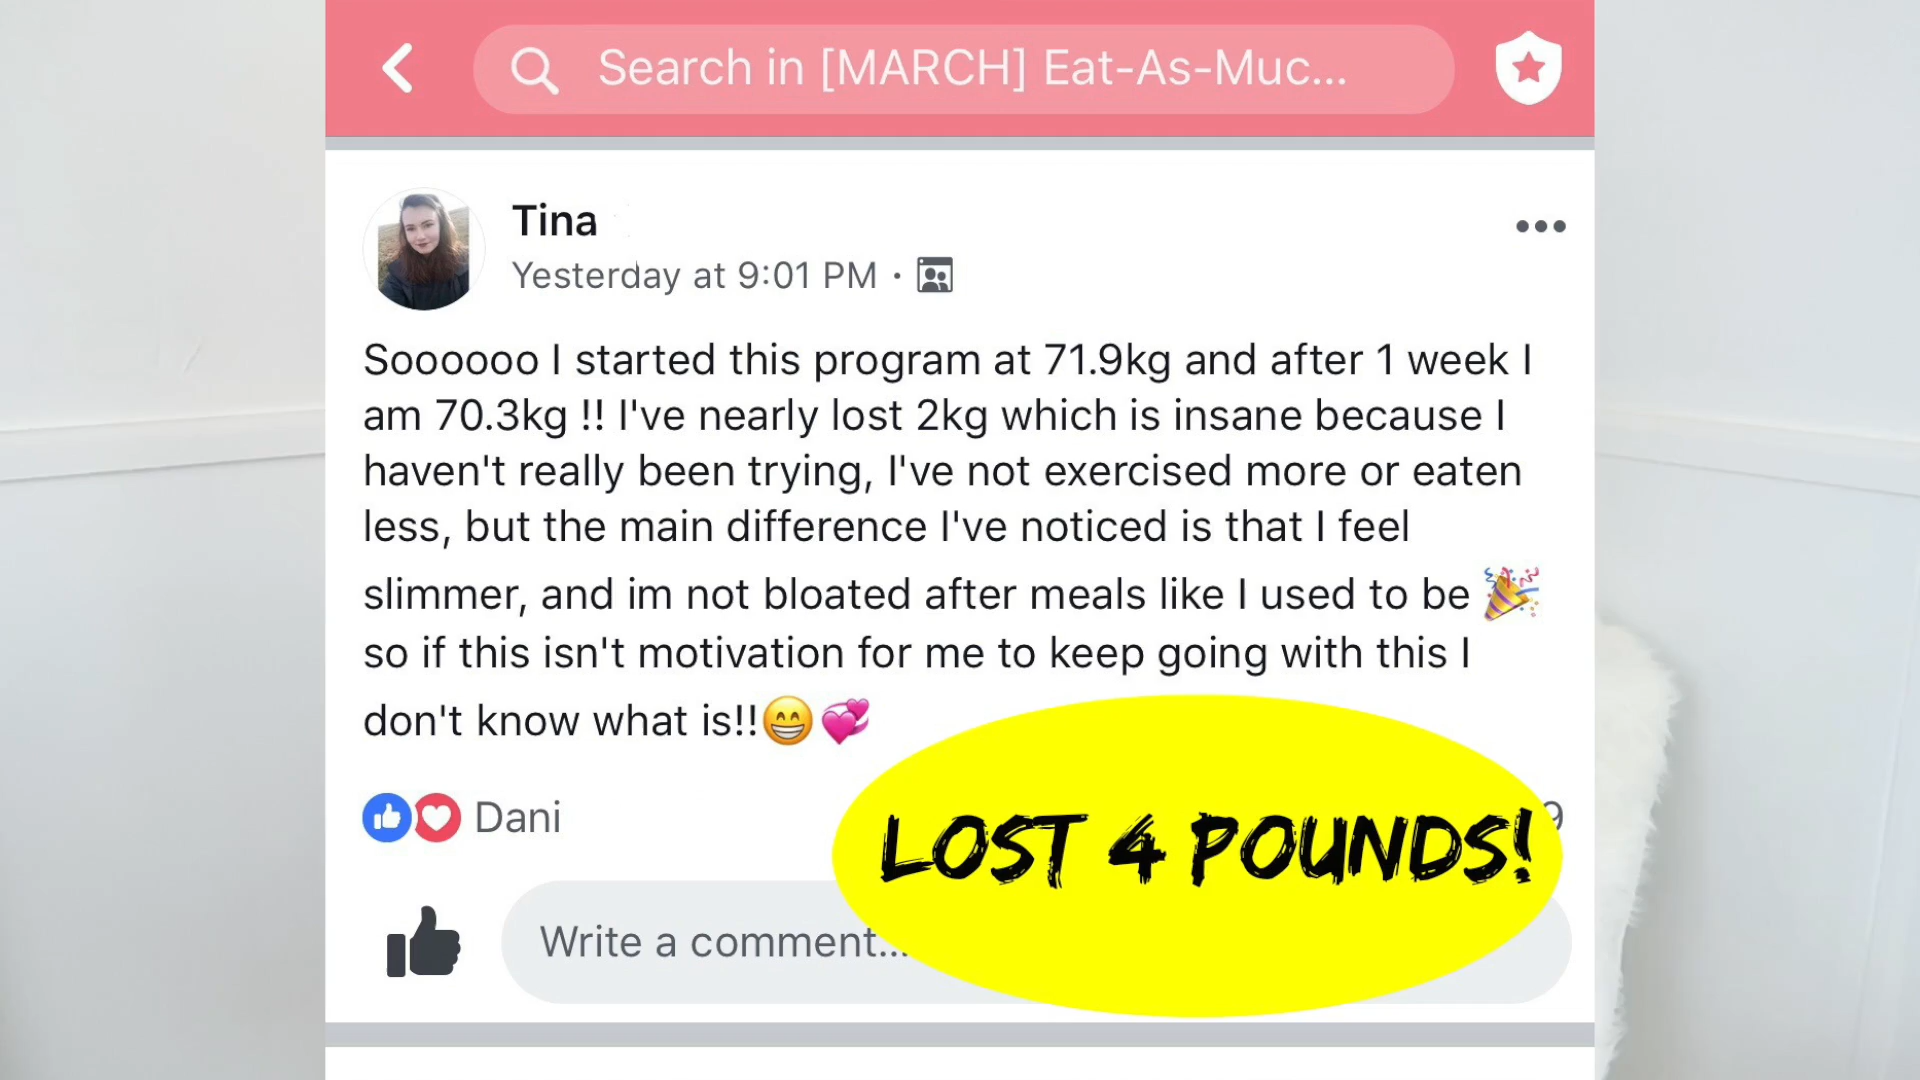 Search in [MARCH] Eat-As-Muc...
Tina
Yesterday at 9:01 PM ·
Soooooo I started this program at 71.9kg and after 1 week I
am 70.3kg !! I've nearly lost 2kg which is insane because I
haven't really been trying, I've not exercised more or eaten
less, but the main difference I've noticed is that I feel
slimmer, and im not bloated after meals like I used to be 🎉
so if this isn't motivation for me to keep going with this I
don't know what is!!😁💞
Dani
LOST 4 POUNDS!
Write a comment...